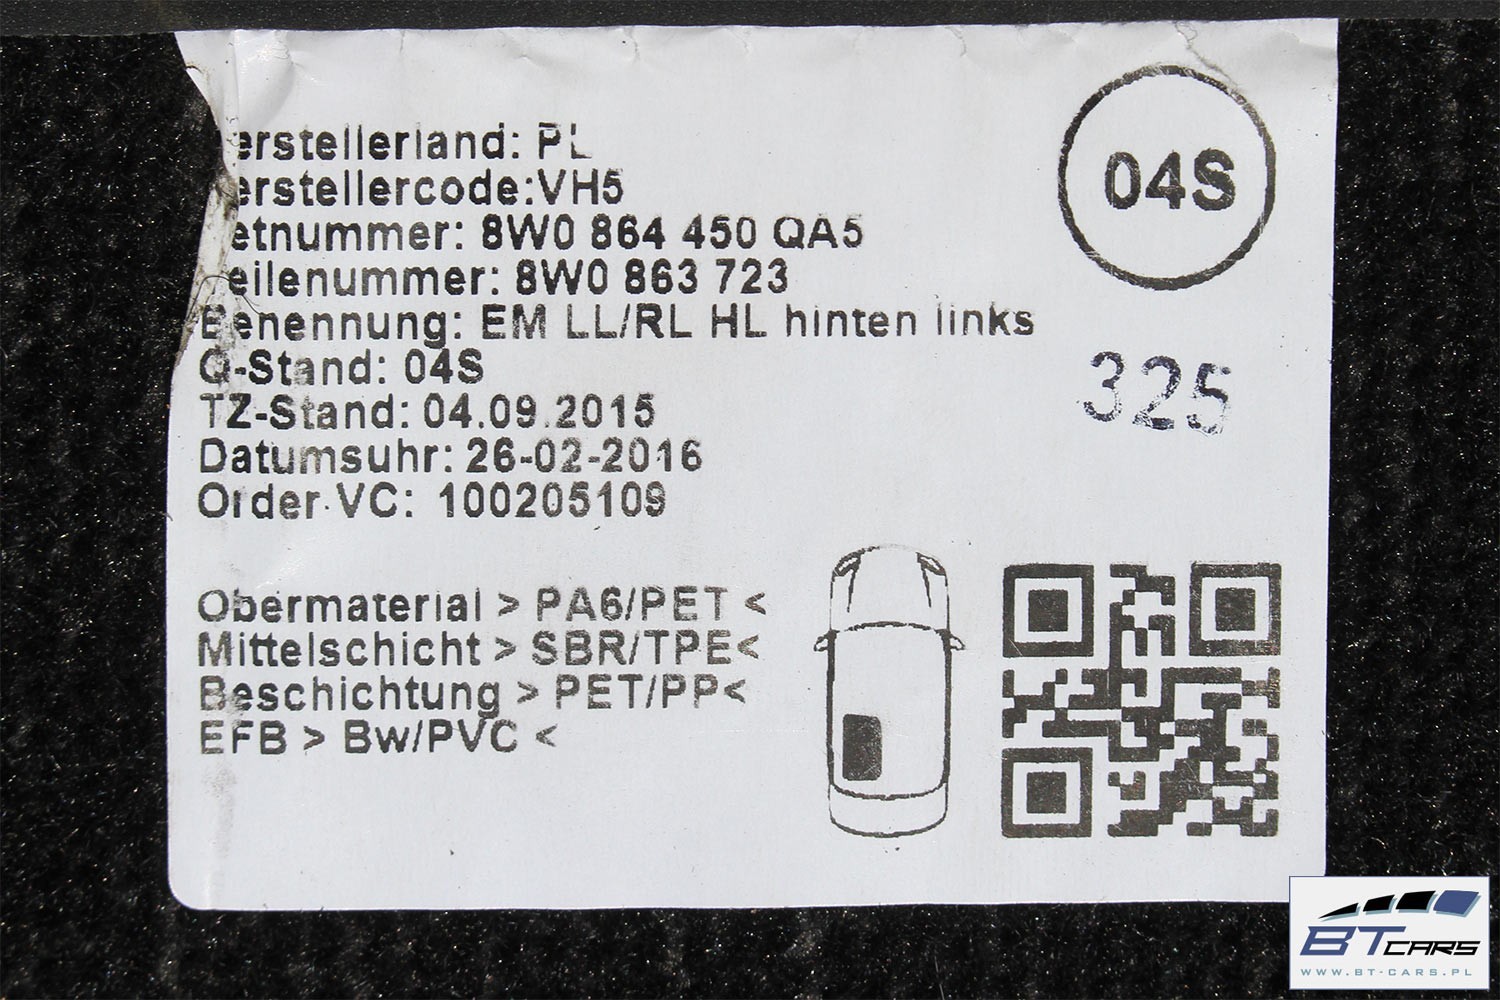 erstellerland: PL
erstellercode:VH5
etnummer: 8W0 864 450 QA5
eilenummer: 8W0 863 723
Benennung: EM LL/RL HL hinten links
Q-Stand: 04S
TZ-Stand: 04.09.2015
Datumsuhr: 26-02-2016
Order VC: 100205109
04S
325
Obermaterial > PA6/PET <
Mittelschicht > SBR/TPE<
Beschichtung > PET/PP<
EFB > Bw/PVC <
BT CARS
WWW.BT-CARS.PL